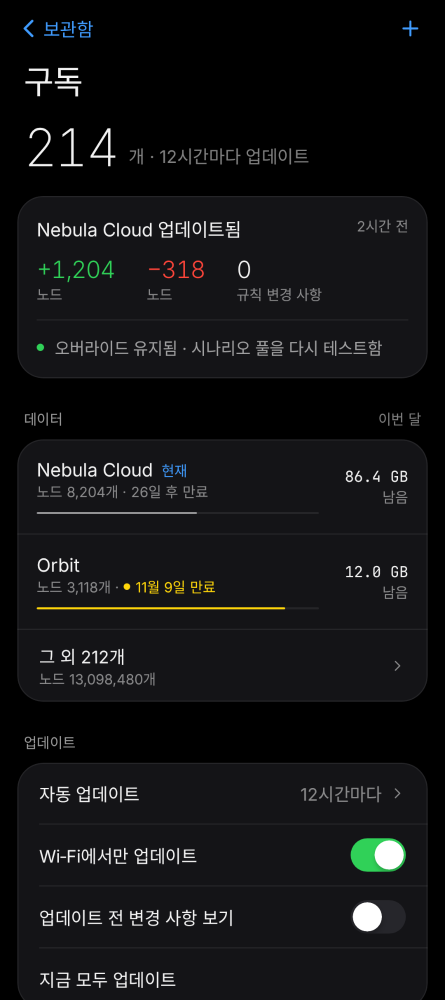 보관함
구독
214 개 · 12시간마다 업데이트
Nebula Cloud 업데이트됨 2시간 전
+1,204 −318 0
노드 노드 규칙 변경 사항
오버라이드 유지됨 · 시나리오 풀을 다시 테스트함
데이터 이번 달
Nebula Cloud 현재 86.4 GB
노드 8,204개 · 26일 후 만료 남음
Orbit 12.0 GB
노드 3,118개 · 11월 9일 만료 남음
그 외 212개
노드 13,098,480개
업데이트
자동 업데이트 12시간마다
Wi-Fi에서만 업데이트
업데이트 전 변경 사항 보기
지금 모두 업데이트